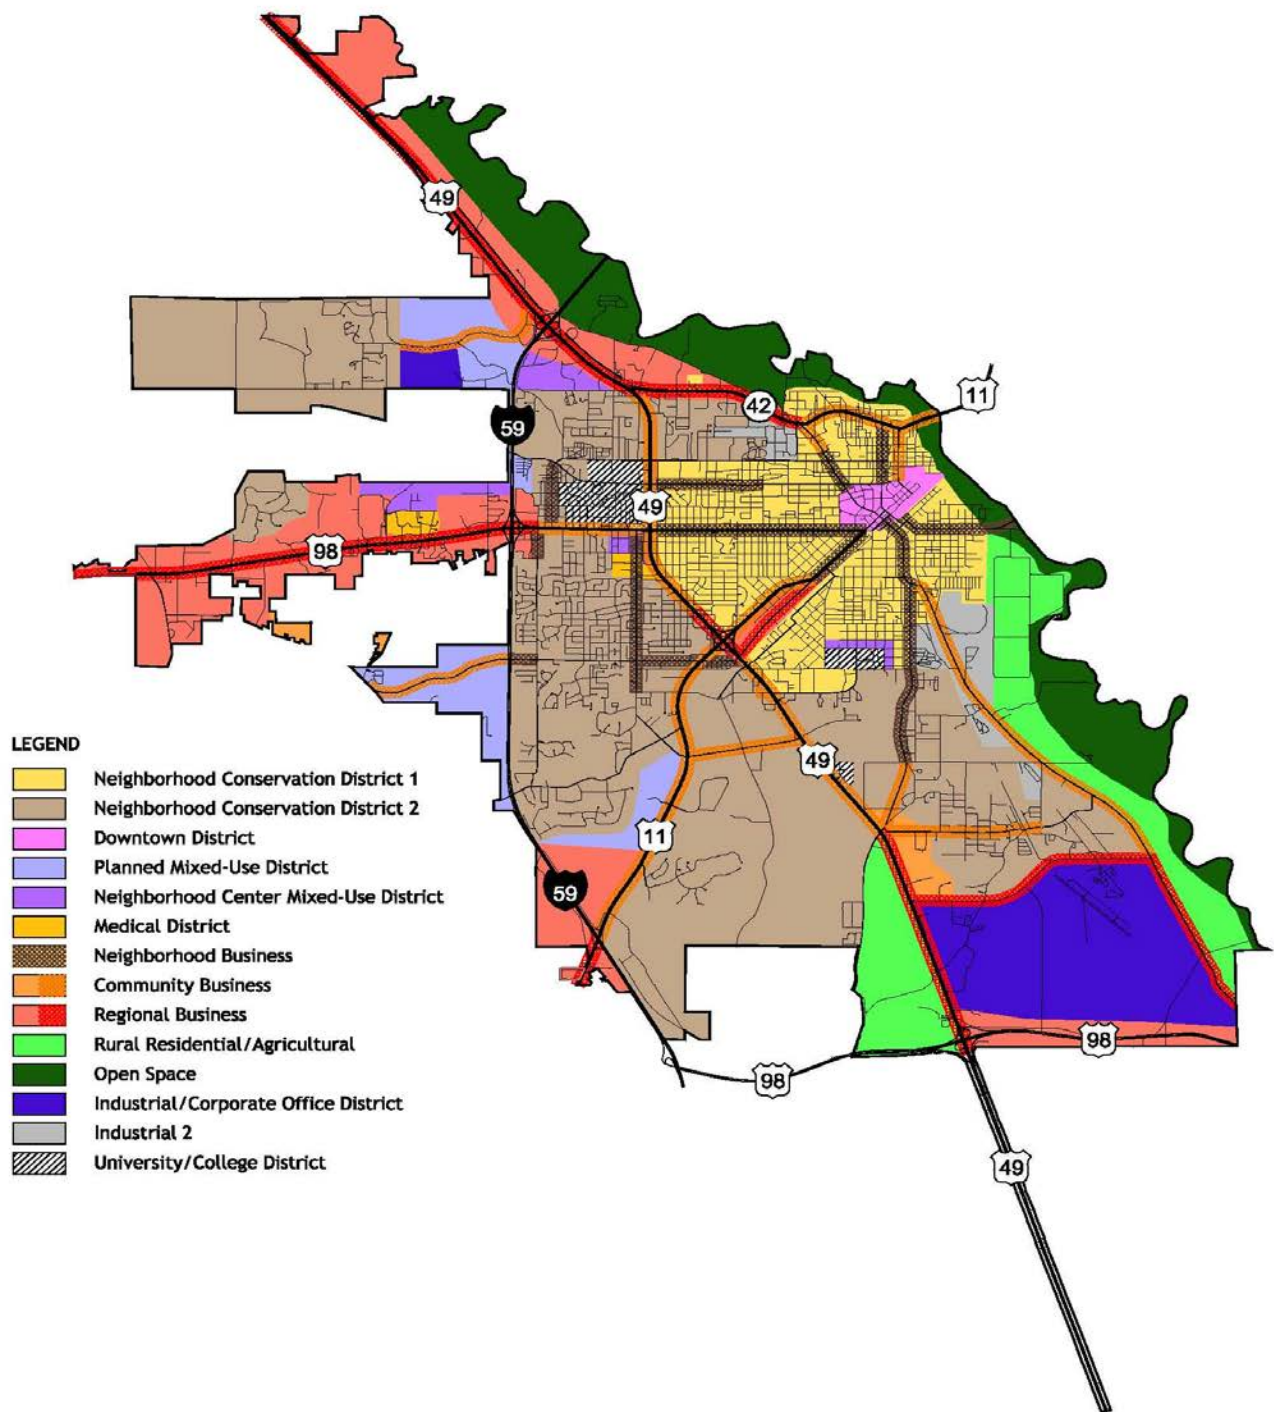 49
11
42
59
49
98
LEGEND
Neighborhood Conservation District 1
Neighborhood Conservation District 2
49
Downtown District
11
Planned Mixed-Use District
59
Neighborhood Center Mixed-Use District
Medical District
Neighborhood Business
Community Business
Regional Business
Rural Residential/Agricultural
98
Open Space
98
Industrial/Corporate Office District
Industrial 2
University/College District
49